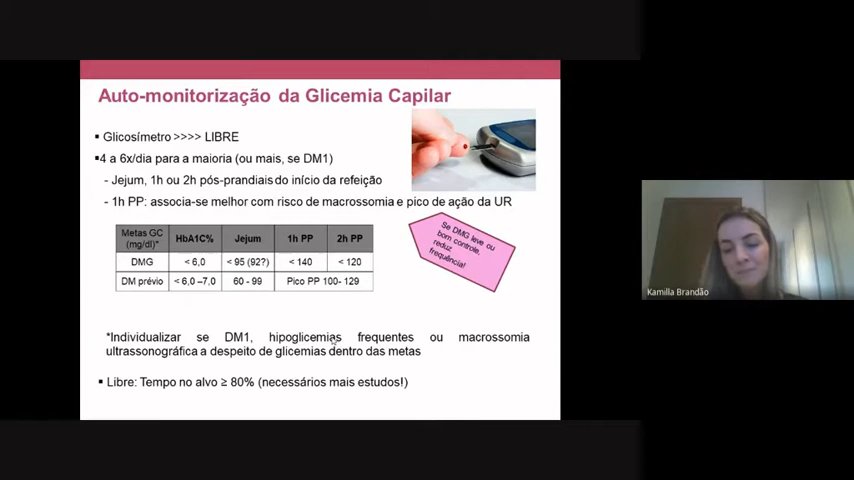 Auto-monitorização da Glicemia Capilar
▪ Glicosímetro >>>> LIBRE
▪4 a 6x/dia para a maioria (ou mais, se DM1)
- Jejum, 1h ou 2h pós-prandiais do início da refeição
- 1h PP: associa-se melhor com risco de macrossomia e pico de ação da UR
Se DMG leve ou
bom controle,
reduz
frequência!
Metas GC (mg/dl)* HbA1C% Jejum 1h PP 2h PP
DMG < 6,0 < 95 (92?) < 140 < 120
DM prévio < 6,0 –7,0 60 - 99 Pico PP 100- 129
*Individualizar se DM1, hipoglicemias frequentes ou macrossomia
ultrassonográfica a despeito de glicemias dentro das metas
▪ Libre: Tempo no alvo ≥ 80% (necessários mais estudos!)
Kamilla Brandão